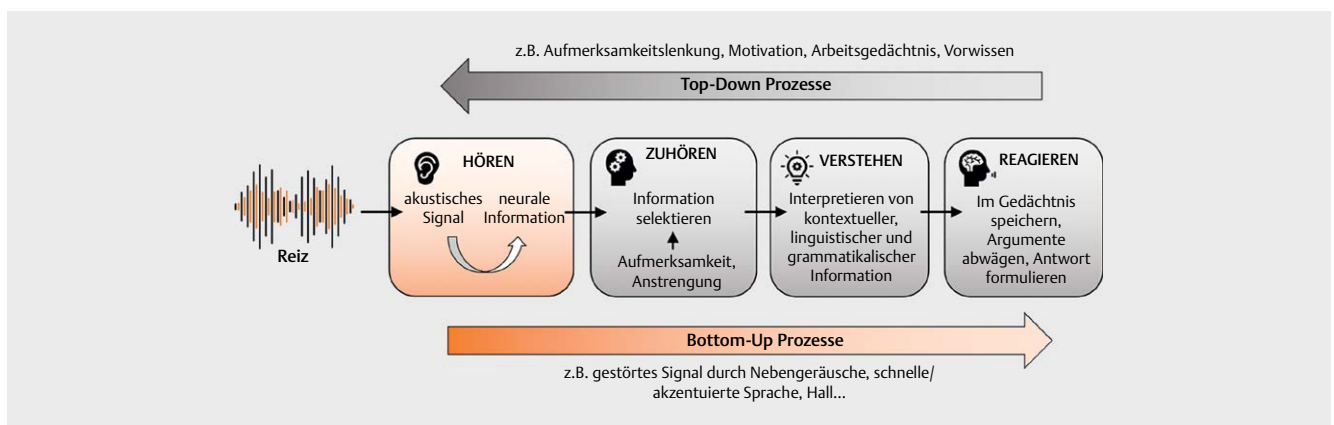 z.B. Aufmerksamkeitslenkung, Motivation, Arbeitsgedächtnis, Vorwissen
Top-Down Prozesse
Reiz
HÖREN
akustisches neurale
Signal Information
ZUHÖREN
Information
selektieren
Aufmerksamkeit,
Anstrengung
VERSTEHEN
Interpretieren von
kontextueller,
linguistischer und
grammatikalischer
Information
REAGIEREN
Im Gedächtnis
speichern,
Argumente
abwägen, Antwort
formulieren
Bottom-Up Prozesse
z.B. gestörtes Signal durch Nebengeräusche, schnelle/
akzentuierte Sprache, Hall...